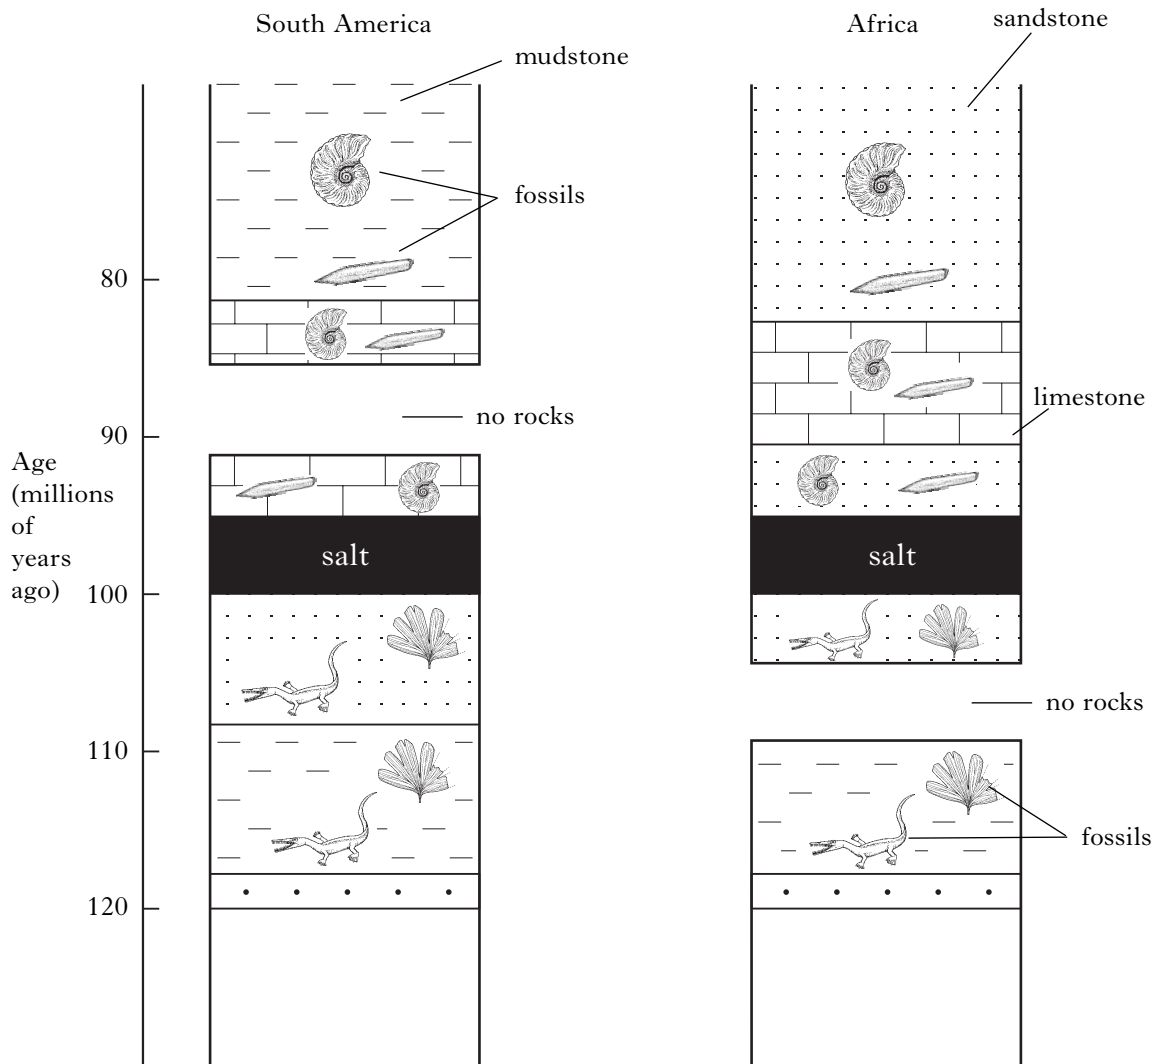 South America
Africa
sandstone
mudstone
fossils
80
limestone
no rocks
90
Age
(millions
of
years
ago)
salt
salt
100
no rocks
110
fossils
120